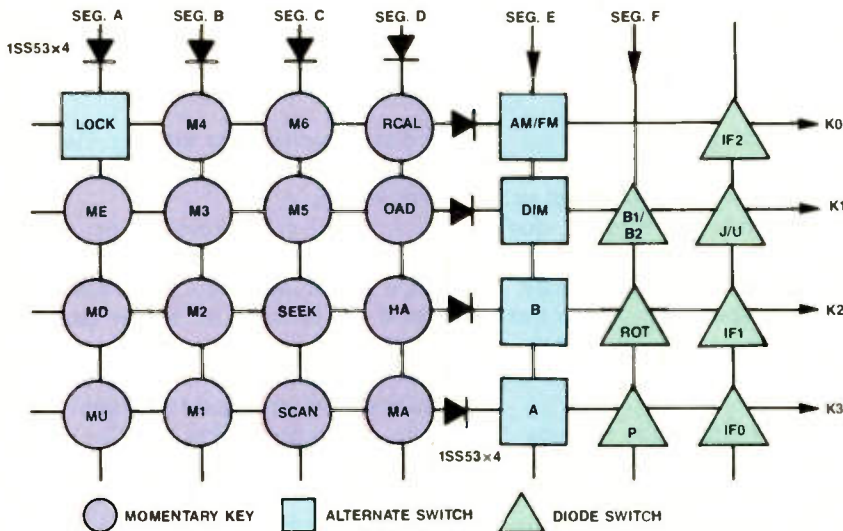 SEG. A SEG. B SEG. C SEG. D SEG. E SEG. F
1SS53×4
LOCK M4 M6 RCAL AM/FM IF2 K0
ME M3 M5 OAD DIM B1/B2 J/U K1
MD M2 SEEK HA B ROT IF1 K2
MU M1 SCAN MA A P IF0 K3
1SS53×4
MOMENTARY KEY ALTERNATE SWITCH DIODE SWITCH